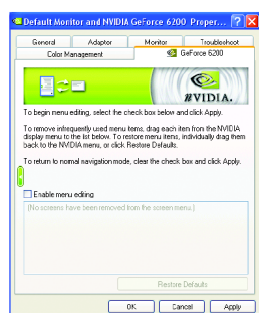 Default Monitor and NVIDIA GeForce 6200 Proper...
General Adapter Monitor Troubleshoot
Color Management GeForce 6200
NVIDIA.
To begin menu editing, select the check box below and click Apply.
To remove infrequently used menu items, drag each item from the NVIDIA
display menu to the list below. To restore menu items, individually drag them
back to the NVIDIA menu, or click Restore Defaults.
To return to normal navigation mode, clear the check box and click Apply.
Enable menu editing
(No screens have been removed from the screen menu.)
Restore Defaults
OK Cancel Apply